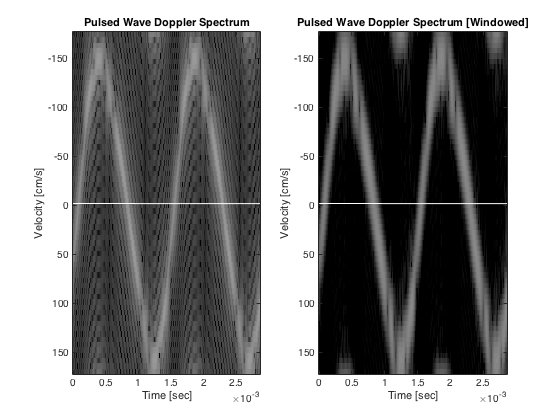 Pulsed Wave Doppler Spectrum
-150
-100
-50
0
50
100
150
Velocity [cm/s]
0 0.5 1 1.5 2 2.5
×10-3
Time [sec]
Pulsed Wave Doppler Spectrum [Windowed]
-150
-100
-50
0
50
100
150
Velocity [cm/s]
0 0.5 1 1.5 2 2.5
×10-3
Time [sec]